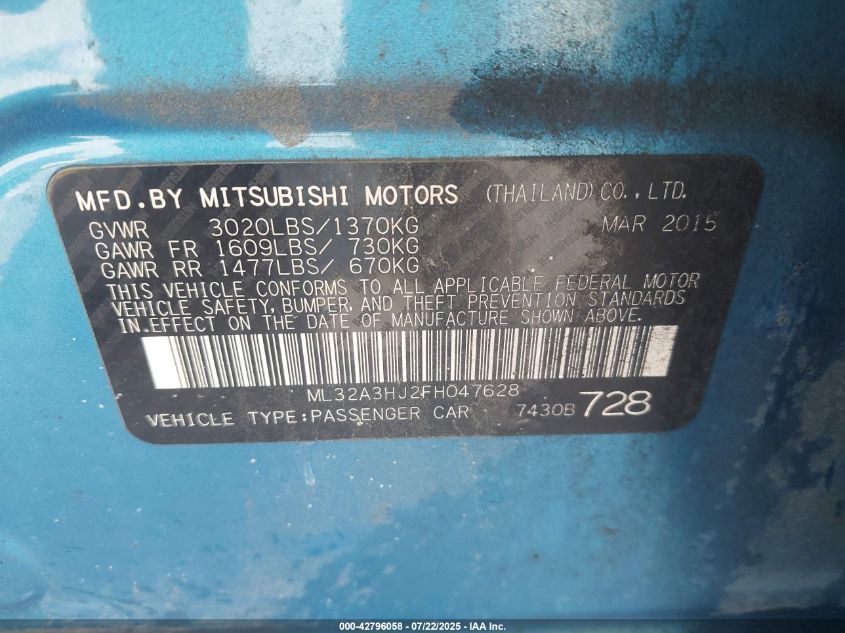 MFD.BY MITSUBISHI MOTORS (THAILAND)CO.,LTD.
GVWR 3020LBS/1370KG MAR 2015
GAWR FR 1609LBS/ 730KG
GAWR RR 1477LBS/ 670KG
THIS VEHICLE CONFORMS TO ALL APPLICABLE FEDERAL MOTOR
VEHICLE SAFETY, BUMPER, AND THEFT PREVENTION STANDARDS
IN.EFFECT ON THE DATE OF MANUFACTURE SHOWN ABOVE.
ML32A3HJ2FH047628
VEHICLE TYPE:PASSENGER CAR 7430B 728
000-42796058 - 07/22/2025 - IAA Inc.